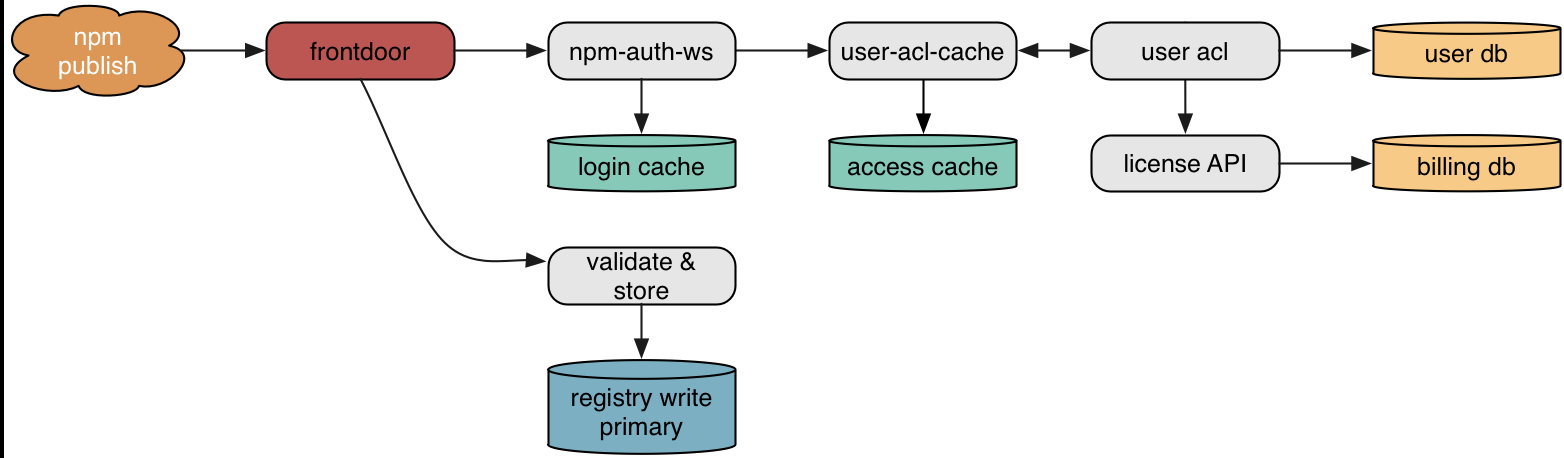 npm
publish
frontdoor
npm-auth-ws
user-acl-cache
user acl
user db
login cache
access cache
license API
billing db
validate &
store
registry write
primary